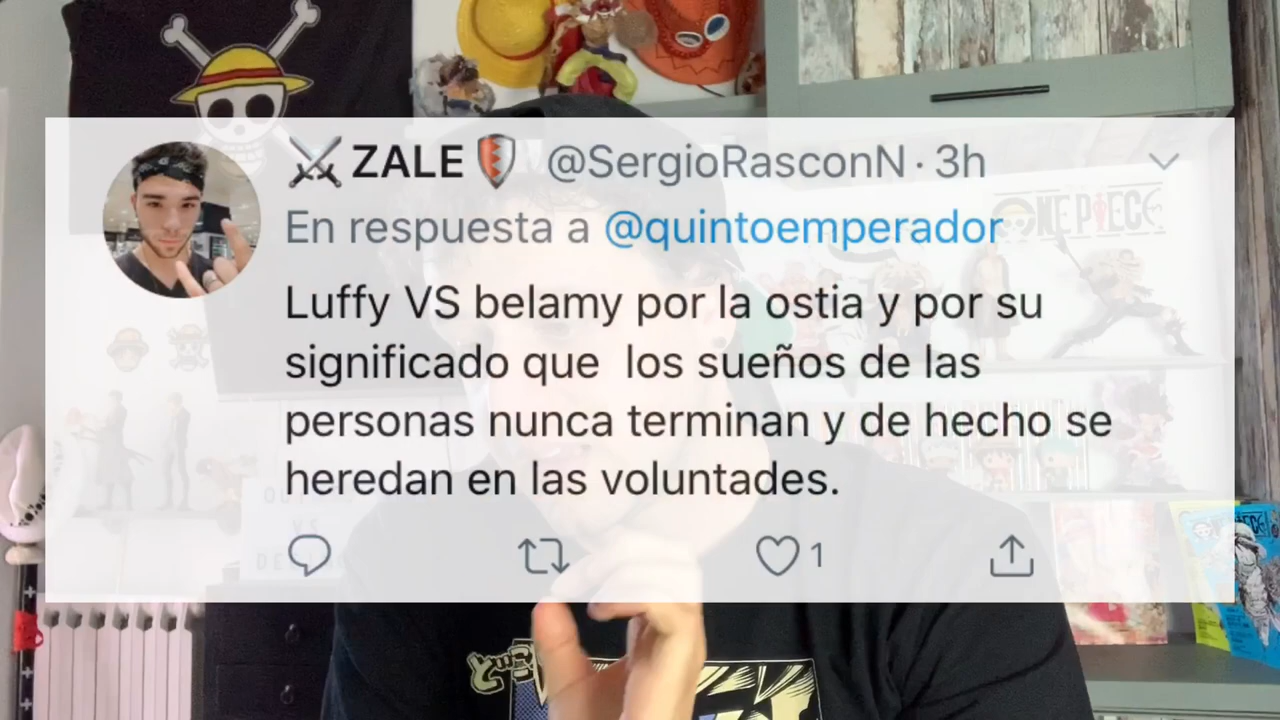 ZALE @SergioRasconN · 3h
En respuesta a @quintoemperador
ONE PIECE
Luffy VS belamy por la ostia y por su
significado que los sueños de las
personas nunca terminan y de hecho se
heredan en las voluntades.
1